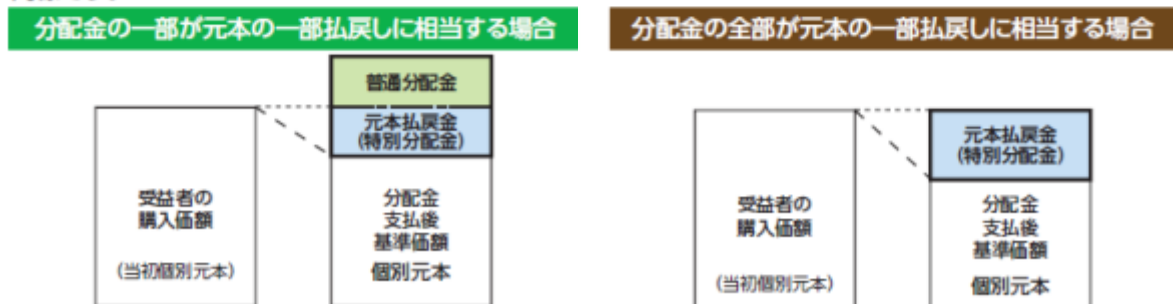 分配金の一部が元本の一部払戻しに相当する場合
普通分配金
元本払戻金
(特別分配金)
受益者の
購入価額
(当初個別元本)
分配金
支払後
基準価額
個別元本
分配金の全部が元本の一部払戻しに相当する場合
元本払戻金
(特別分配金)
受益者の
購入価額
(当初個別元本)
分配金
支払後
基準価額
個別元本